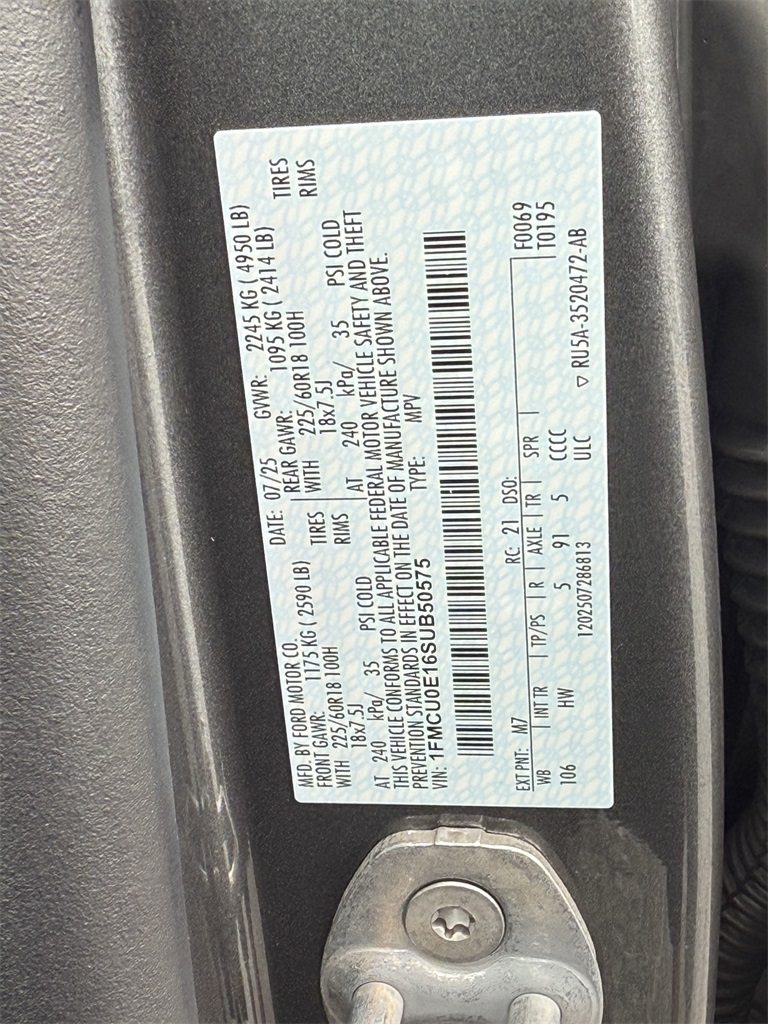 MFD. BY FORD MOTOR CO.
DATE: 07/25 GVWR: 2245 KG ( 4950 LB)
FRONT GAWR: 1175 KG ( 2590 LB) REAR GAWR: 1095 KG ( 2414 LB)
WITH 225/60R18 100H TIRES WITH 225/60R18 100H TIRES
18x7.5J RIMS 18x7.5J RIMS
AT 240 kPa/ 35 PSI COLD AT 240 kPa/ 35 PSI COLD
THIS VEHICLE CONFORMS TO ALL APPLICABLE FEDERAL MOTOR VEHICLE SAFETY AND THEFT
PREVENTION STANDARDS IN EFFECT ON THE DATE OF MANUFACTURE SHOWN ABOVE.
VIN: 1FMCU0E16SUB50575 TYPE: MPV
EXT PNT: M7 RC: 21 DSO: F0069
WB INT TR TP/PS R AXLE TR SPR T0195
106 HW 5 91 5 CCCC
1202507286813 ULC ▽ RU5A-3520472-AB